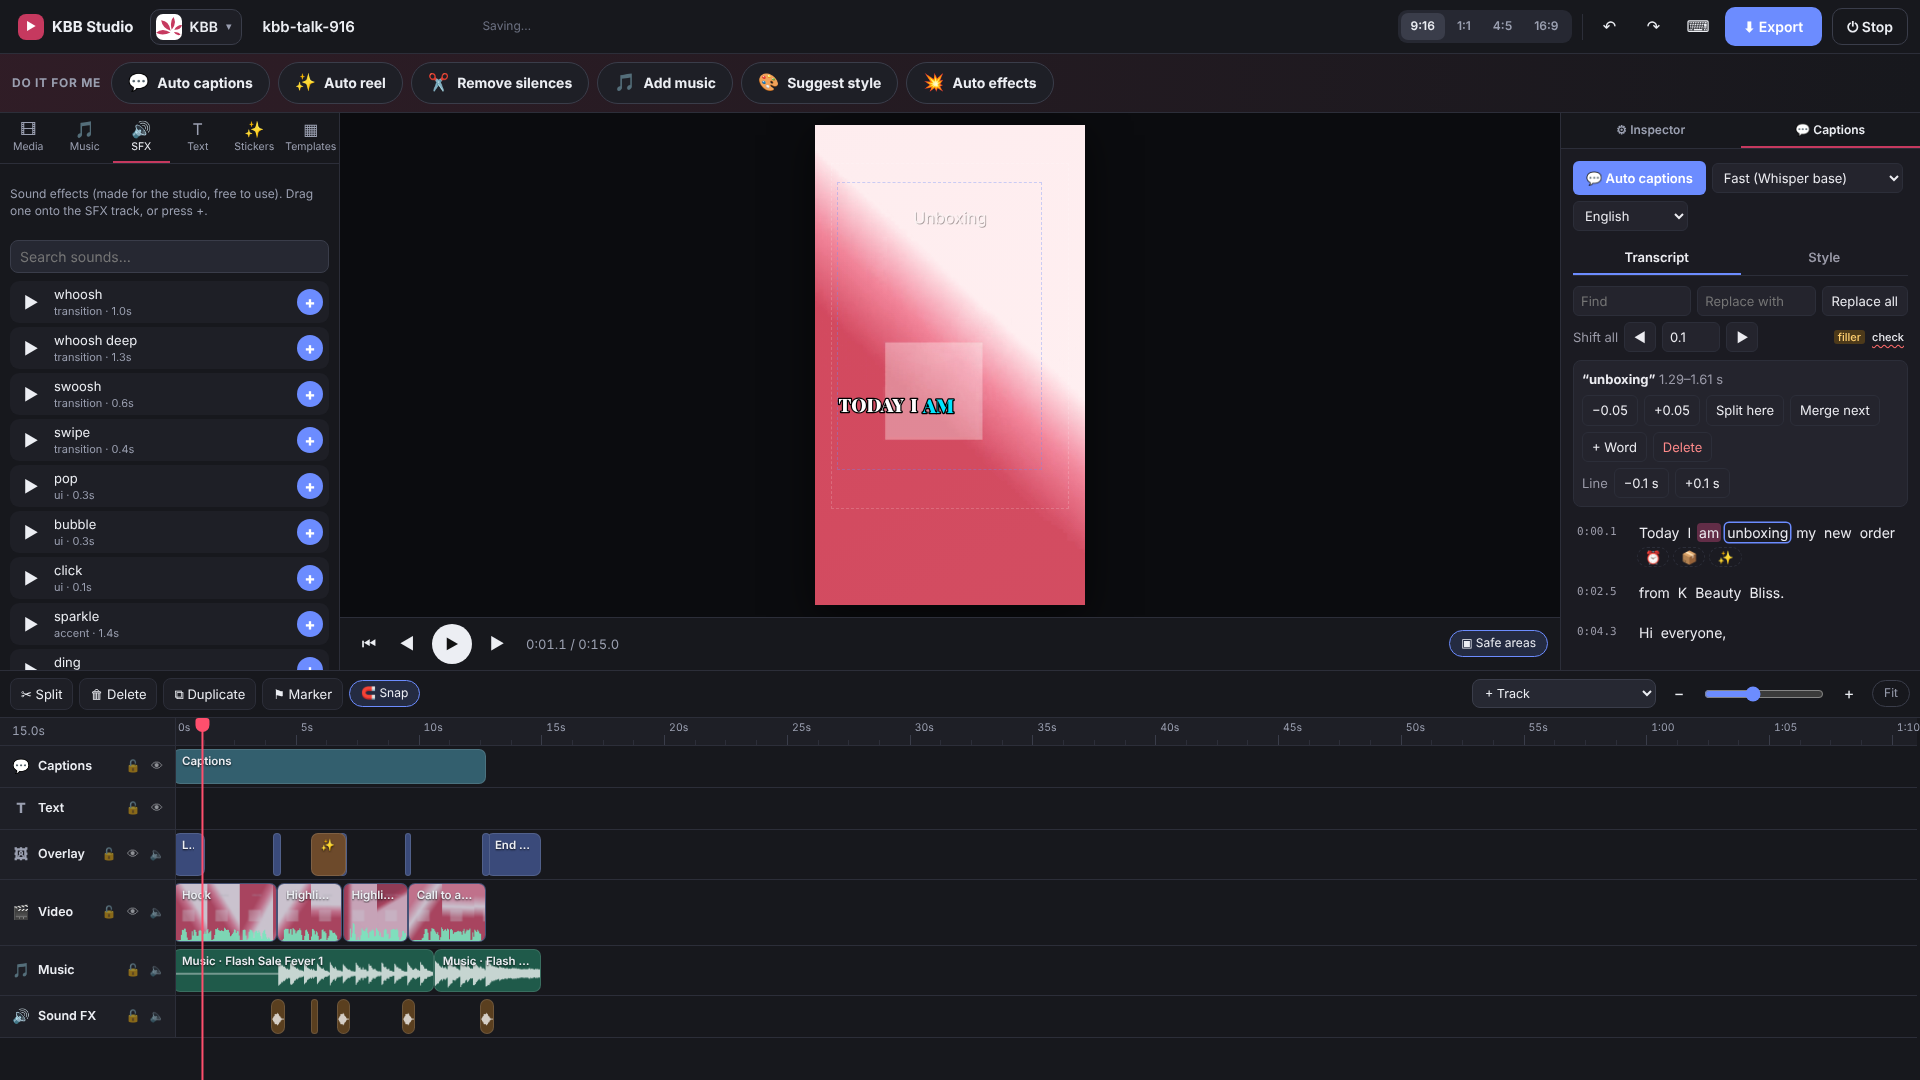 KBB Studio
KBB
kbb-talk-916
Saving...
9:16 1:1 4:5 16:9
Export
Stop
DO IT FOR ME
Auto captions
Auto reel
Remove silences
Add music
Suggest style
Auto effects
Media Music SFX Text Stickers Templates
Sound effects (made for the studio, free to use). Drag
one onto the SFX track, or press +.
Search sounds...
whoosh
transition · 1.0s
whoosh deep
transition · 1.3s
swoosh
transition · 0.6s
swipe
transition · 0.4s
pop
ui · 0.3s
bubble
ui · 0.3s
click
ui · 0.1s
sparkle
accent · 1.4s
ding
Unboxing
TODAY I AM
0:01.1 / 0:15.0
Safe areas
Inspector
Captions
Auto captions
Fast (Whisper base)
English
Transcript
Style
Find
Replace with
Replace all
Shift all
0.1
filler
check
“unboxing” 1.29–1.61 s
−0.05
+0.05
Split here
Merge next
+ Word
Delete
Line
−0.1 s
+0.1 s
0:00.1
Today I am unboxing my new order
0:02.5
from K Beauty Bliss.
0:04.3
Hi everyone,
Split
Delete
Duplicate
Marker
Snap
+ Track
−
+
Fit
15.0s
0s 5s 10s 15s 20s 25s 30s 35s 40s 45s 50s 55s 1:00 1:05 1:10
Captions
Captions
Text
Overlay
L..
End ...
Video
Hook
Highli...
Highli...
Call to a...
Music
Music · Flash Sale Fever 1
Music · Flash ...
Sound FX